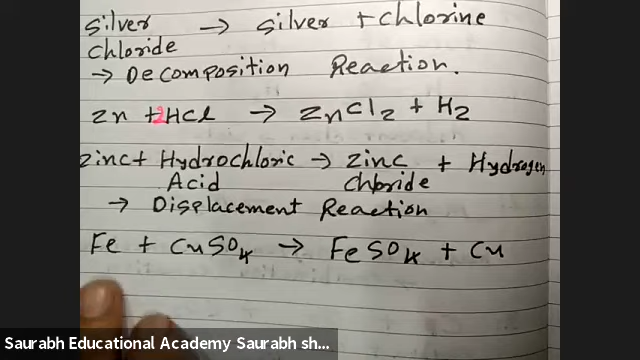 silver → silver + chlorine
chloride
→ Decomposition Reaction.
Zn + 2HCl → ZnCl2 + H2
zinc + Hydrochloric → zinc + Hydrogen
Acid chloride
→ Displacement Reaction
Fe + CuSO4 → FeSO4 + Cu
Saurabh Educational Academy Saurabh sh...